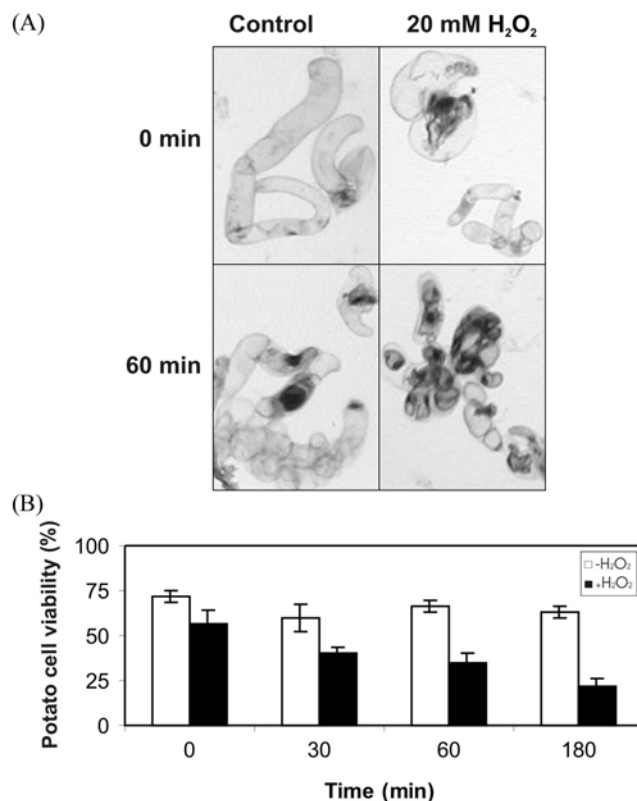 (A)
Control 20 mM H₂O₂
0 min
60 min
(B)
Potato cell viability (%)
100
75
50
25
0
-H₂O₂
+H₂O₂
0 30 60 180
Time (min)